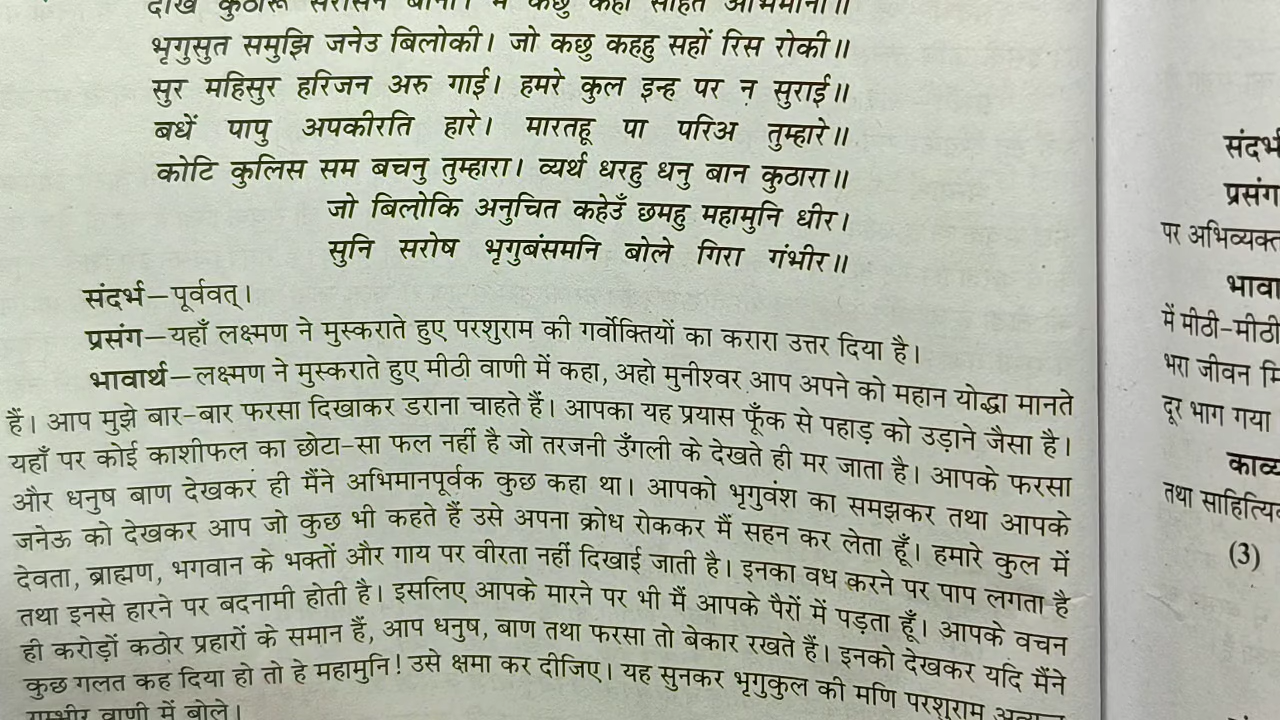 देखि कुठारु सरासन बाना। मैं कछु कहा सहित अभिमाना॥
भृगुसुत समुझि जनेउ बिलोकी। जो कछु कहहु सहों रिस रोकी॥
सुर महिसुर हरिजन अरु गाई। हमरे कुल इन्ह पर न सुराई॥
बधें पापु अपकीरति हारे। मारतहू पा परिअ तुम्हारे॥
कोटि कुलिस सम बचनु तुम्हारा। व्यर्थ धरहु धनु बान कुठारा॥
जो बिलोकि अनुचित कहेउँ छमहु महामुनि धीर।
सुनि सरोष भृगुबंसमनि बोले गिरा गंभीर॥
संदर्भ—पूर्ववत्।
प्रसंग—यहाँ लक्ष्मण ने मुस्कराते हुए परशुराम की गर्वोक्तियों का करारा उत्तर दिया है।
भावार्थ—लक्ष्मण ने मुस्कराते हुए मीठी वाणी में कहा, अहो मुनीश्वर आप अपने को महान योद्धा मानते
हैं। आप मुझे बार-बार फरसा दिखाकर डराना चाहते हैं। आपका यह प्रयास फूँक से पहाड़ को उड़ाने जैसा है।
यहाँ पर कोई काशीफल का छोटा-सा फल नहीं है जो तरजनी उँगली के देखते ही मर जाता है। आपके फरसा
और धनुष बाण देखकर ही मैंने अभिमानपूर्वक कुछ कहा था। आपको भृगुवंश का समझकर तथा आपके
जनेऊ को देखकर आप जो कुछ भी कहते हैं उसे अपना क्रोध रोककर मैं सहन कर लेता हूँ। हमारे कुल में
देवता, ब्राह्मण, भगवान के भक्तों और गाय पर वीरता नहीं दिखाई जाती है। इनका वध करने पर पाप लगता है
तथा इनसे हारने पर बदनामी होती है। इसलिए आपके मारने पर भी मैं आपके पैरों में पड़ता हूँ। आपके वचन
ही करोड़ों कठोर प्रहारों के समान हैं, आप धनुष, बाण तथा फरसा तो बेकार रखते हैं। इनको देखकर यदि मैंने
कुछ गलत कह दिया हो तो हे महामुनि! उसे क्षमा कर दीजिए। यह सुनकर भृगुकुल की मणि परशुराम
वाणी में बोले।
संदर्भ
प्रसंग
पर अभिव्यक्त
भावा
में मीठी-मीठी
भरा जीवन
दूर भाग गया
काव्य
तथा
(3)